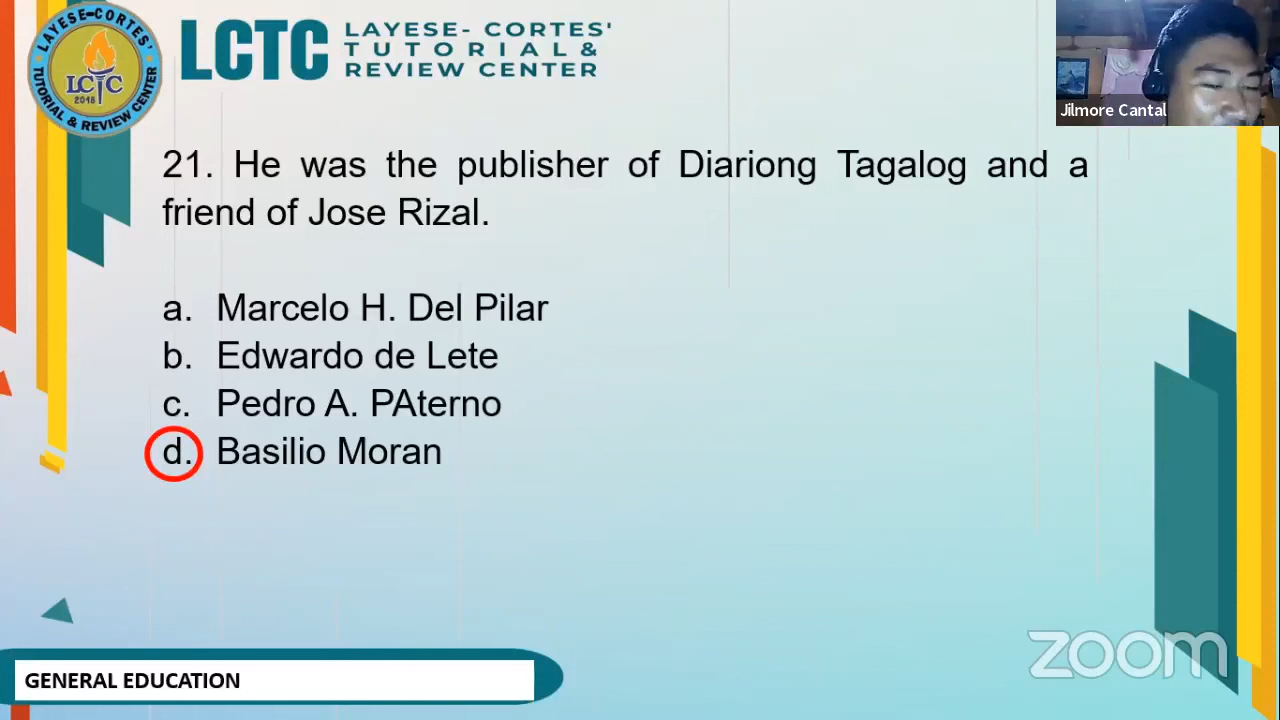 LAYESE-CORTES'
LCTC
2018
TUTORIAL & REVIEW CENTER
LCTC
LAYESE- CORTES'
TUTORIAL &
REVIEW CENTER
Jilmore Cantal
21. He was the publisher of Diariong Tagalog and a
friend of Jose Rizal.
a. Marcelo H. Del Pilar
b. Edwardo de Lete
c. Pedro A. PAterno
d. Basilio Moran
zoom
GENERAL EDUCATION